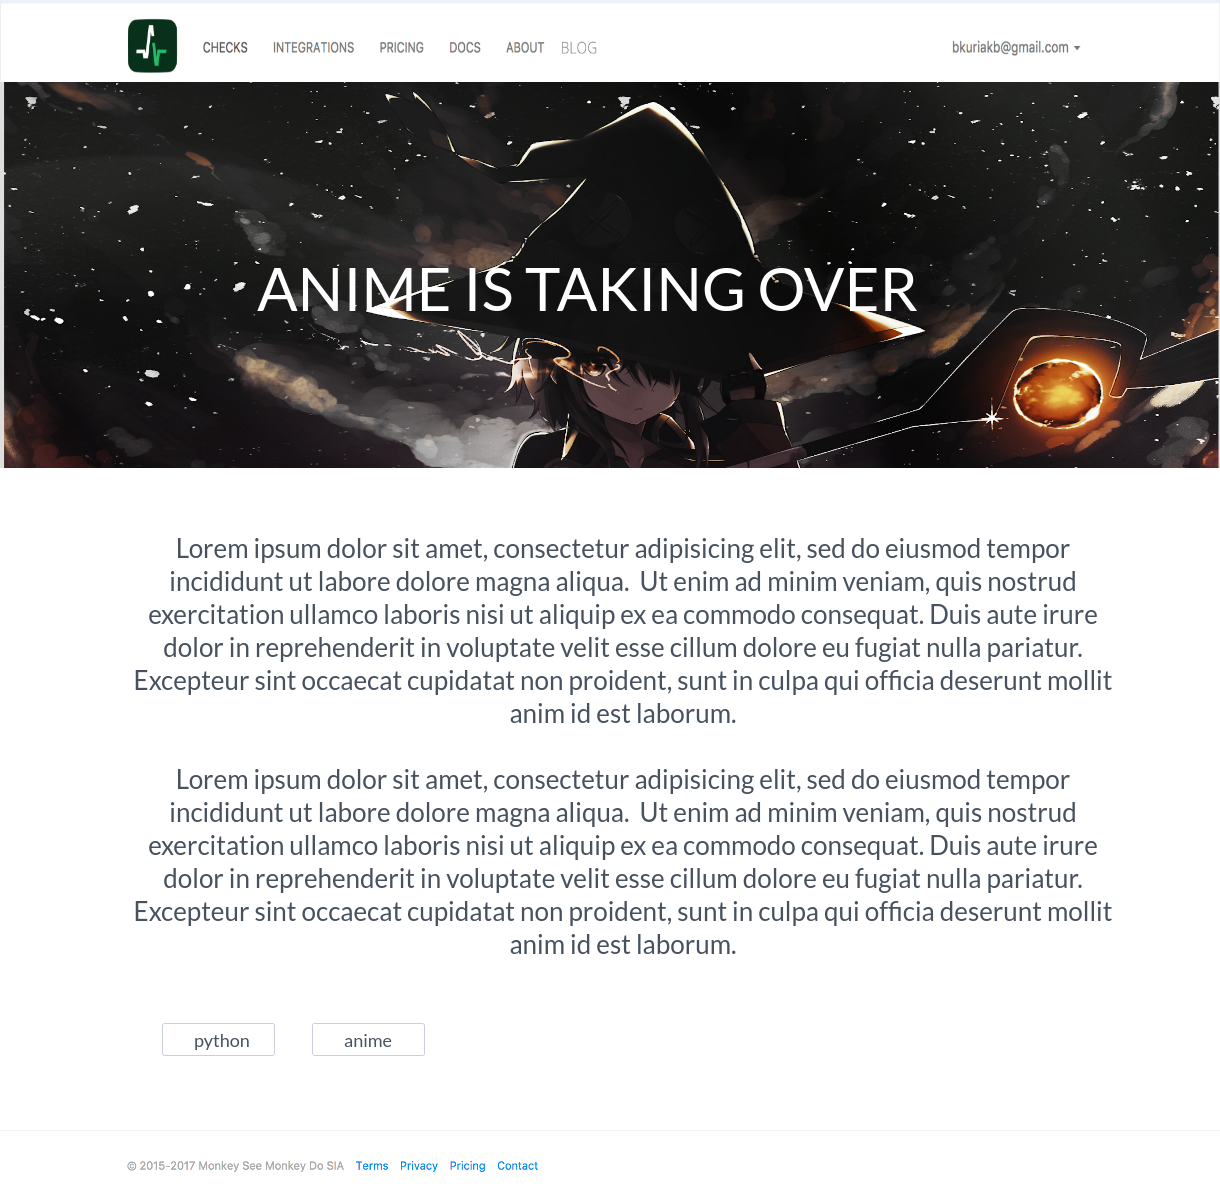 CHECKS INTEGRATIONS PRICING DOCS ABOUT BLOG bkuriakb@gmail.com
ANIME IS TAKING OVER
Lorem ipsum dolor sit amet, consectetur adipisicing elit, sed do eiusmod tempor
incididunt ut labore dolore magna aliqua.  Ut enim ad minim veniam, quis nostrud
exercitation ullamco laboris nisi ut aliquip ex ea commodo consequat. Duis aute irure
dolor in reprehenderit in voluptate velit esse cillum dolore eu fugiat nulla pariatur.
Excepteur sint occaecat cupidatat non proident, sunt in culpa qui officia deserunt mollit
anim id est laborum.
Lorem ipsum dolor sit amet, consectetur adipisicing elit, sed do eiusmod tempor
incididunt ut labore dolore magna aliqua.  Ut enim ad minim veniam, quis nostrud
exercitation ullamco laboris nisi ut aliquip ex ea commodo consequat. Duis aute irure
dolor in reprehenderit in voluptate velit esse cillum dolore eu fugiat nulla pariatur.
Excepteur sint occaecat cupidatat non proident, sunt in culpa qui officia deserunt mollit
anim id est laborum.
python anime
© 2015-2017 Monkey See Monkey Do SIA Terms Privacy Pricing Contact